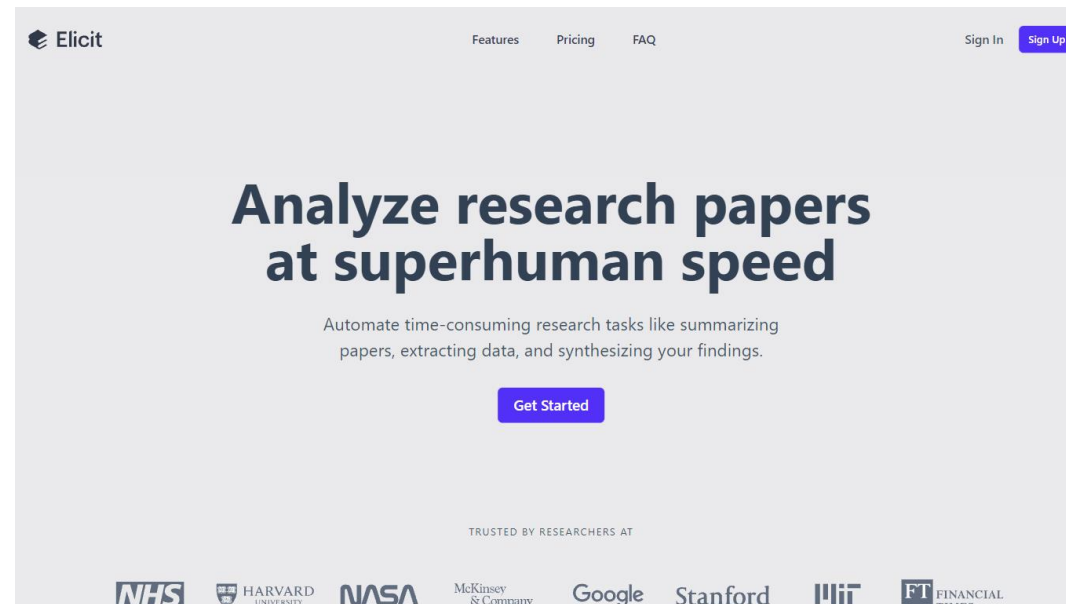 Elicit
Features Pricing FAQ
Sign In Sign Up
Analyze research papers
at superhuman speed
Automate time-consuming research tasks like summarizing
papers, extracting data, and synthesizing your findings.
Get Started
TRUSTED BY RESEARCHERS AT
NHS
HARVARD
UNIVERSITY
NASA
McKinsey
& Company
Google
Stanford
MIT
FT FINANCIAL
TIMES